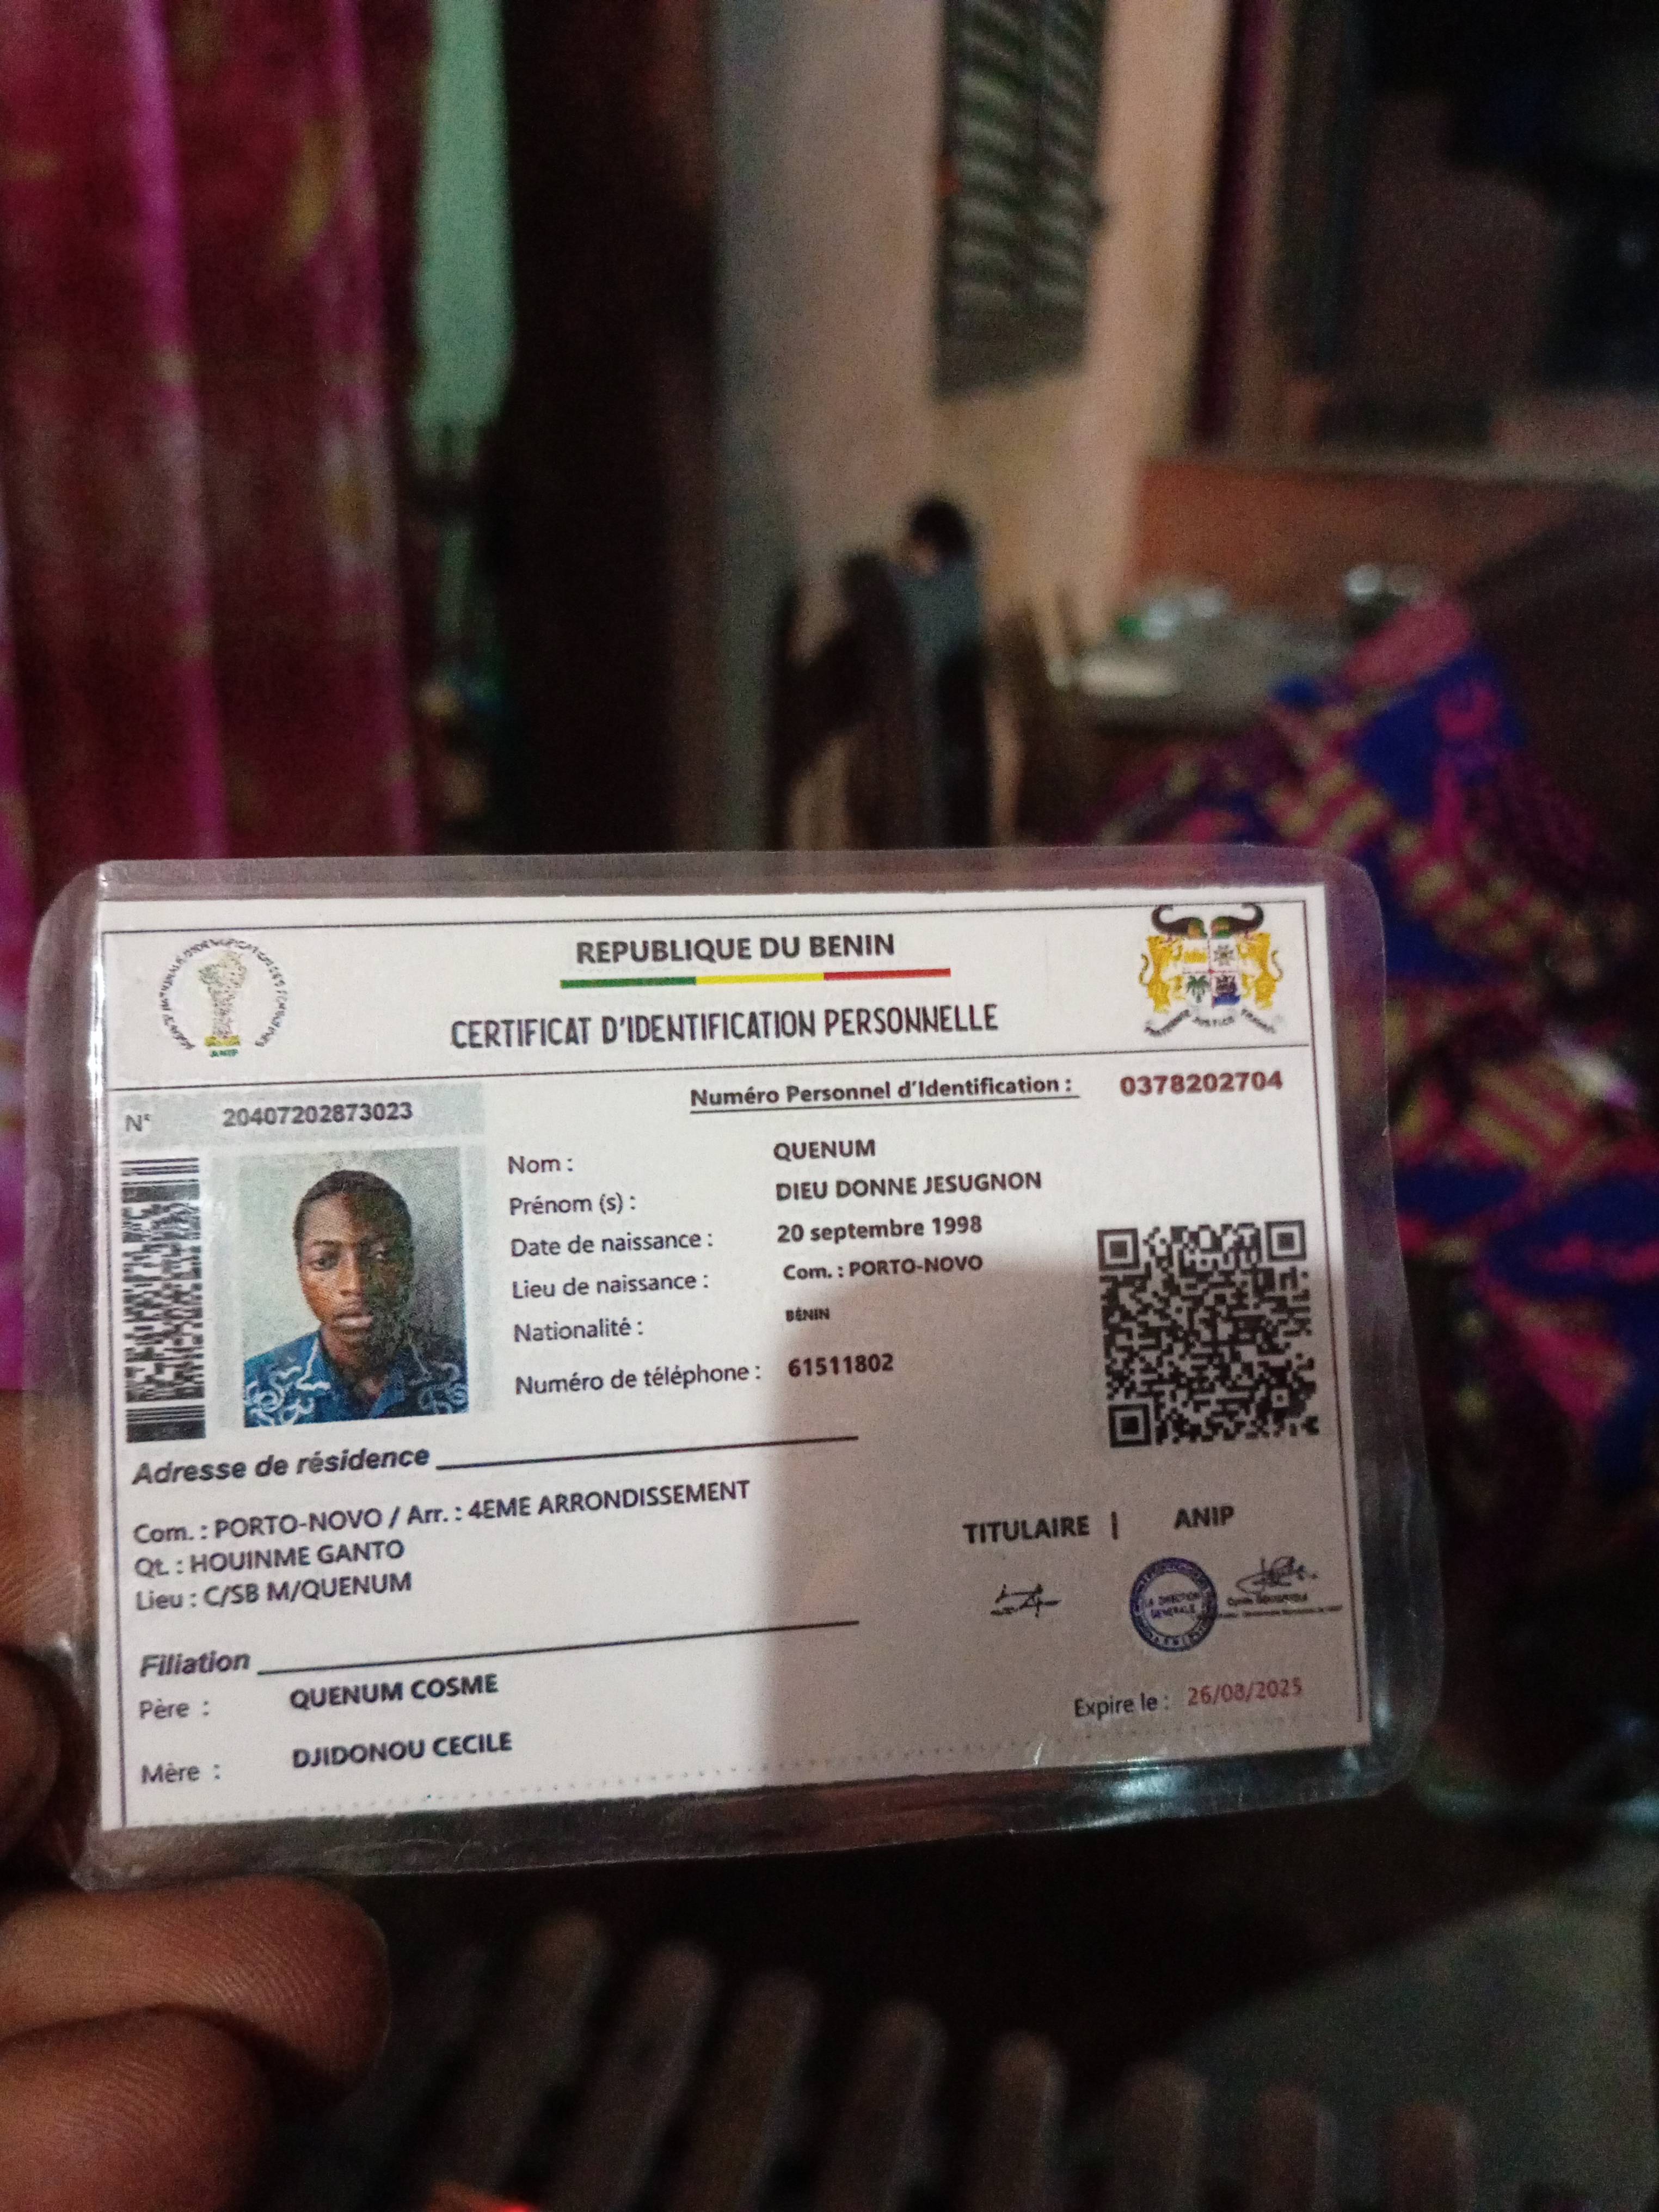 REPUBLIQUE DU BENIN
CERTIFICAT D'IDENTIFICATION PERSONNELLE
ANIP
Numéro Personnel d'Identification : 0378202704
N° 20407202873023
Nom : QUENUM
Prénom (s) : DIEU DONNE JESUGNON
Date de naissance : 20 septembre 1998
Lieu de naissance : Com. : PORTO-NOVO
Nationalité : BÉNIN
Numéro de téléphone : 61511802
Adresse de résidence
Com. : PORTO-NOVO / Arr. : 4EME ARRONDISSEMENT
Qt. : HOUINME GANTO
Lieu : C/SB M/QUENUM
TITULAIRE | ANIP
LA DIRECTION
GENERALE
Filiation
Père : QUENUM COSME
Mère : DJIDONOU CECILE
Expire le : 26/08/2025